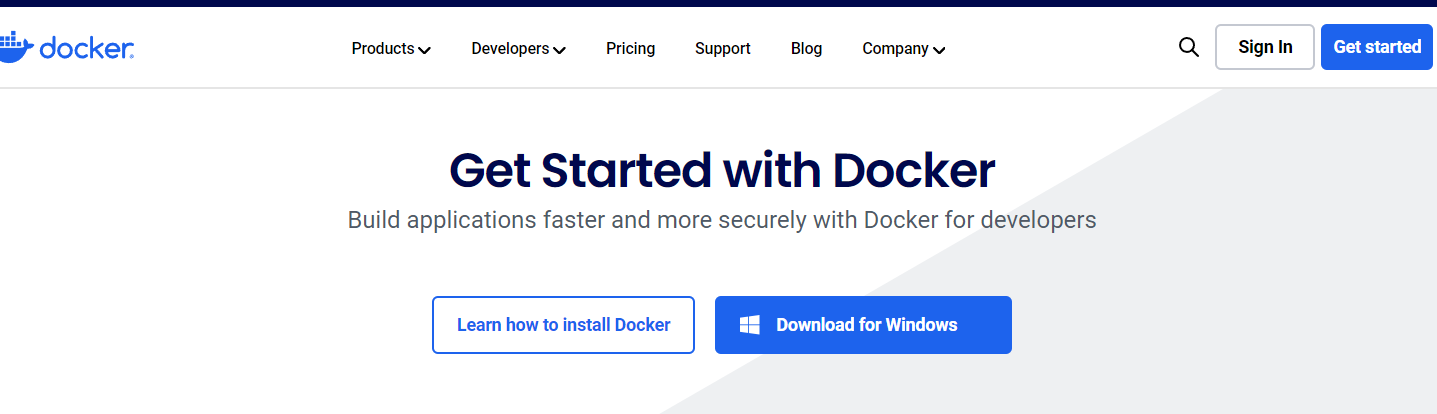 docker®
Products Developers Pricing Support Blog Company Sign In Get started
Get Started with Docker
Build applications faster and more securely with Docker for developers
Learn how to install Docker Download for Windows